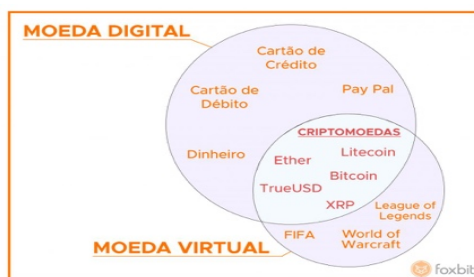 MOEDA DIGITAL
Cartão de
Crédito
Cartão de
Débito
Pay Pal
Dinheiro
CRIPTOMOEDAS
Ether
Litecoin
Bitcoin
TrueUSD
XRP
League of
Legends
FIFA
World of
Warcraft
MOEDA VIRTUAL
foxbit